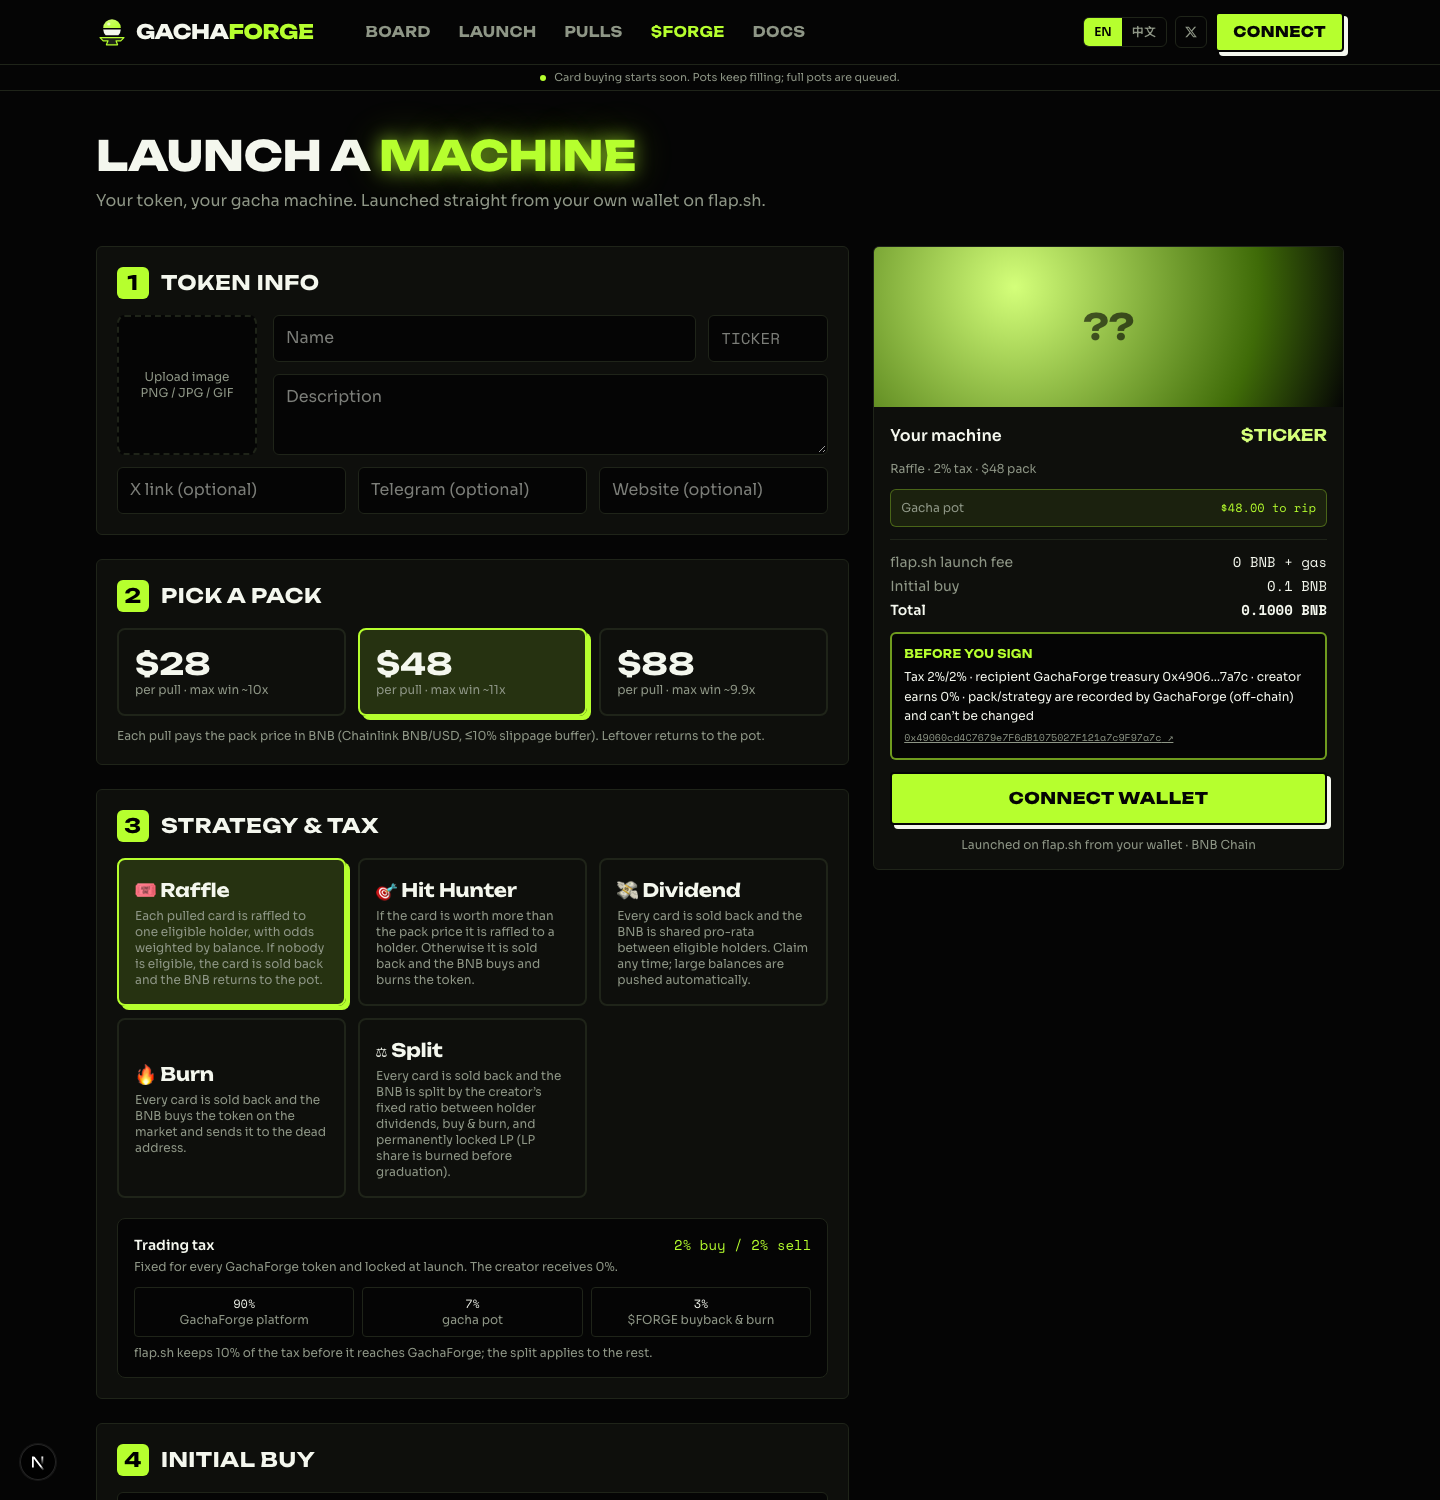 GACHAFORGE
BOARD LAUNCH PULLS $FORGE DOCS
EN 中文 X CONNECT
Card buying starts soon. Pots keep filling; full pots are queued.
LAUNCH A MACHINE
Your token, your gacha machine. Launched straight from your own wallet on flap.sh.
1 TOKEN INFO
Upload image
PNG / JPG / GIF
Name
TICKER
Description
X link (optional)
Telegram (optional)
Website (optional)
2 PICK A PACK
$28
per pull · max win ~10x
$48
per pull · max win ~11x
$88
per pull · max win ~9.9x
Each pull pays the pack price in BNB (Chainlink BNB/USD, ≤10% slippage buffer). Leftover returns to the pot.
3 STRATEGY & TAX
Raffle
Each pulled card is raffled to
one eligible holder, with odds
weighted by balance. If nobody
is eligible, the card is sold back
and the BNB returns to the pot.
Hit Hunter
If the card is worth more than
the pack price it is raffled to a
holder. Otherwise it is sold
back and the BNB buys and
burns the token.
Dividend
Every card is sold back and the
BNB is shared pro-rata
between eligible holders. Claim
any time; large balances are
pushed automatically.
Burn
Every card is sold back and the
BNB buys the token on the
market and sends it to the dead
address.
Split
Every card is sold back and the
BNB is split by the creator's
fixed ratio between holder
dividends, buy & burn, and
permanently locked LP (LP
share is burned before
graduation).
Trading tax
2% buy / 2% sell
Fixed for every GachaForge token and locked at launch. The creator receives 0%.
90%
GachaForge platform
7%
gacha pot
3%
$FORGE buyback & burn
flap.sh keeps 10% of the tax before it reaches GachaForge; the split applies to the rest.
4 INITIAL BUY
N
??
Your machine
$TICKER
Raffle · 2% tax · $48 pack
Gacha pot
$48.00 to rip
flap.sh launch fee
0 BNB + gas
Initial buy
0.1 BNB
Total
0.1000 BNB
BEFORE YOU SIGN
Tax 2%/2% · recipient GachaForge treasury 0x4906…7a7c · creator
earns 0% · pack/strategy are recorded by GachaForge (off-chain)
and can't be changed
0x49060cd4C7679e7F6dB1075027F121a7c9F97a7c ↗
CONNECT WALLET
Launched on flap.sh from your wallet · BNB Chain